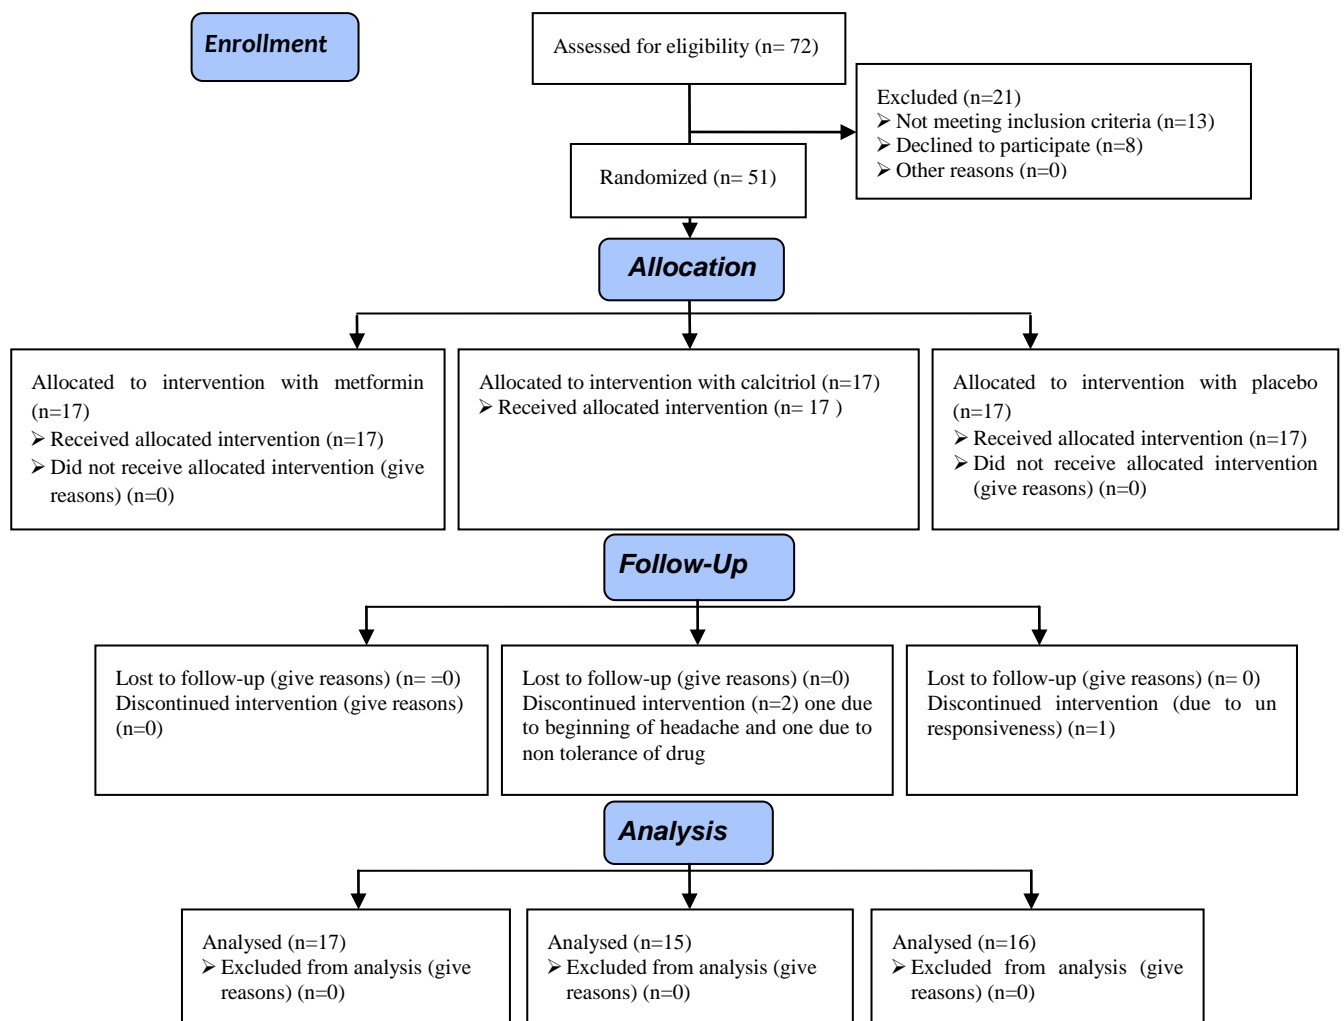 Enrollment
Assessed for eligibility (n= 72)
Excluded (n=21)
➢ Not meeting inclusion criteria (n=13)
➢ Declined to participate (n=8)
➢ Other reasons (n=0)
Randomized (n= 51)
Allocation
Allocated to intervention with metformin
(n=17)
➢ Received allocated intervention (n=17)
➢ Did not receive allocated intervention (give
reasons) (n=0)
Allocated to intervention with calcitriol (n=17)
➢ Received allocated intervention (n= 17 )
Allocated to intervention with placebo
(n=17)
➢ Received allocated intervention (n=17)
➢ Did not receive allocated intervention
(give reasons) (n=0)
Follow-Up
Lost to follow-up (give reasons) (n= =0)
Discontinued intervention (give reasons)
(n=0)
Lost to follow-up (give reasons) (n=0)
Discontinued intervention (n=2) one due
to beginning of headache and one due to
non tolerance of drug
Lost to follow-up (give reasons) (n= 0)
Discontinued intervention (due to un
responsiveness) (n=1)
Analysis
Analysed (n=17)
➢ Excluded from analysis (give
reasons) (n=0)
Analysed (n=15)
➢ Excluded from analysis (give
reasons) (n=0)
Analysed (n=16)
➢ Excluded from analysis (give
reasons) (n=0)